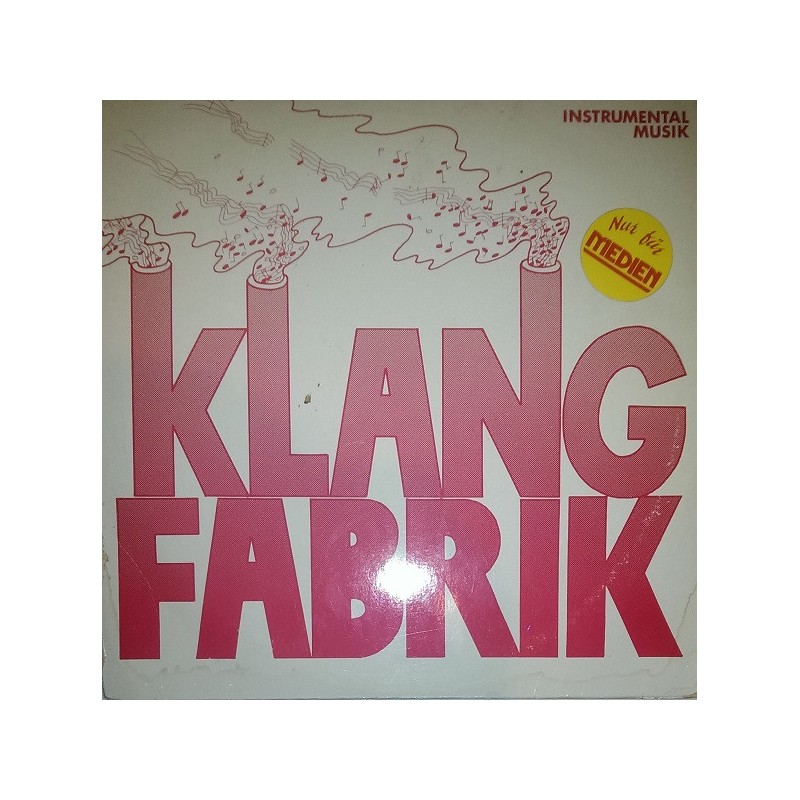 INSTRUMENTAL
MUSIK
Nur für
MEDIEN
KLANG
FABRIK